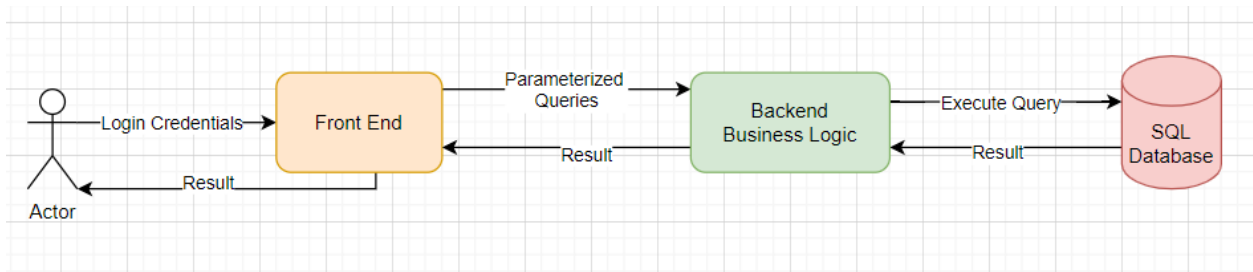 Login Credentials
Front End
Parameterized
Queries
Backend
Business Logic
Execute Query
SQL
Database
Result
Result
Result
Actor